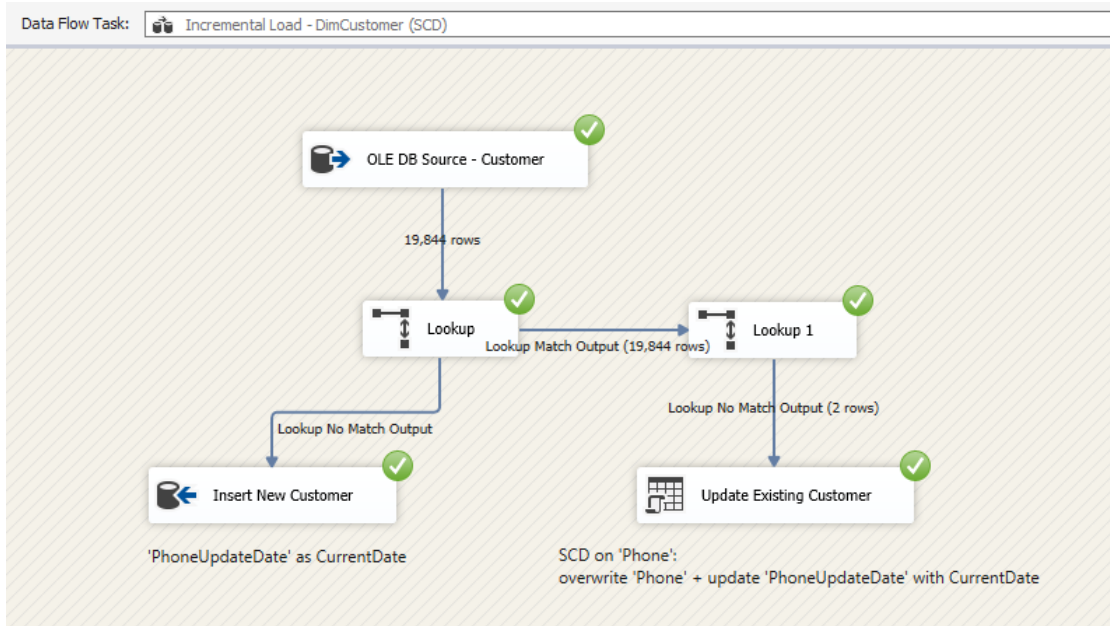 Data Flow Task: Incremental Load - DimCustomer (SCD)
OLE DB Source - Customer
19,844 rows
Lookup
Lookup Match Output (19,844 rows)
Lookup 1
Lookup No Match Output
Lookup No Match Output (2 rows)
Insert New Customer
Update Existing Customer
'PhoneUpdateDate' as CurrentDate
SCD on 'Phone':
overwrite 'Phone' + update 'PhoneUpdateDate' with CurrentDate